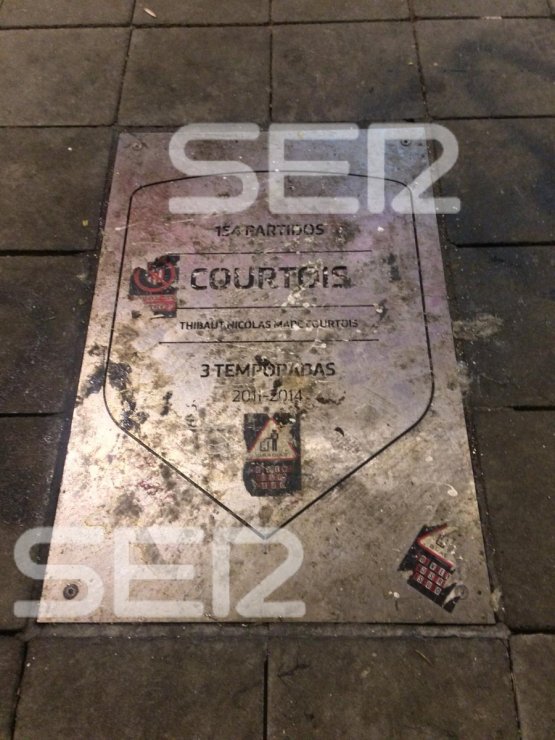 SER
154 PARTIDOS
COURTOIS
THIBAUT NICOLAS MARC COURTOIS
3 TEMPORADAS
2011-2014
SER